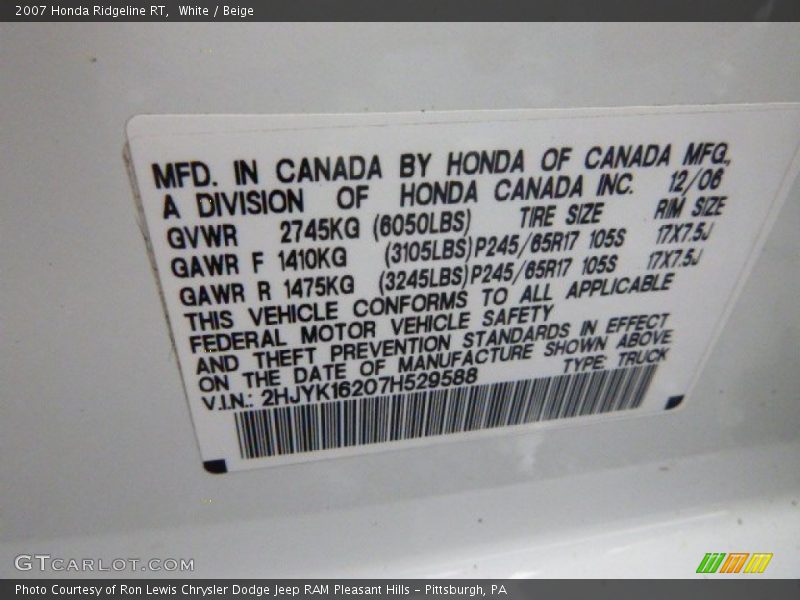 2007 Honda Ridgeline RT, White / Beige
MFD. IN CANADA BY HONDA OF CANADA MFG.,
A DIVISION OF HONDA CANADA INC. 12/06
GVWR 2745KG (6050LBS) TIRE SIZE RIM SIZE
GAWR F 1410KG (3105LBS) P245/65R17 105S 17X7.5J
GAWR R 1475KG (3245LBS) P245/65R17 105S 17X7.5J
THIS VEHICLE CONFORMS TO ALL APPLICABLE
FEDERAL MOTOR VEHICLE SAFETY
AND THEFT PREVENTION STANDARDS IN EFFECT
ON THE DATE OF MANUFACTURE SHOWN ABOVE
V.I.N.: 2HJYK16207H529588 TYPE: TRUCK
GTCARLOT.COM
Photo Courtesy of Ron Lewis Chrysler Dodge Jeep RAM Pleasant Hills - Pittsburgh, PA